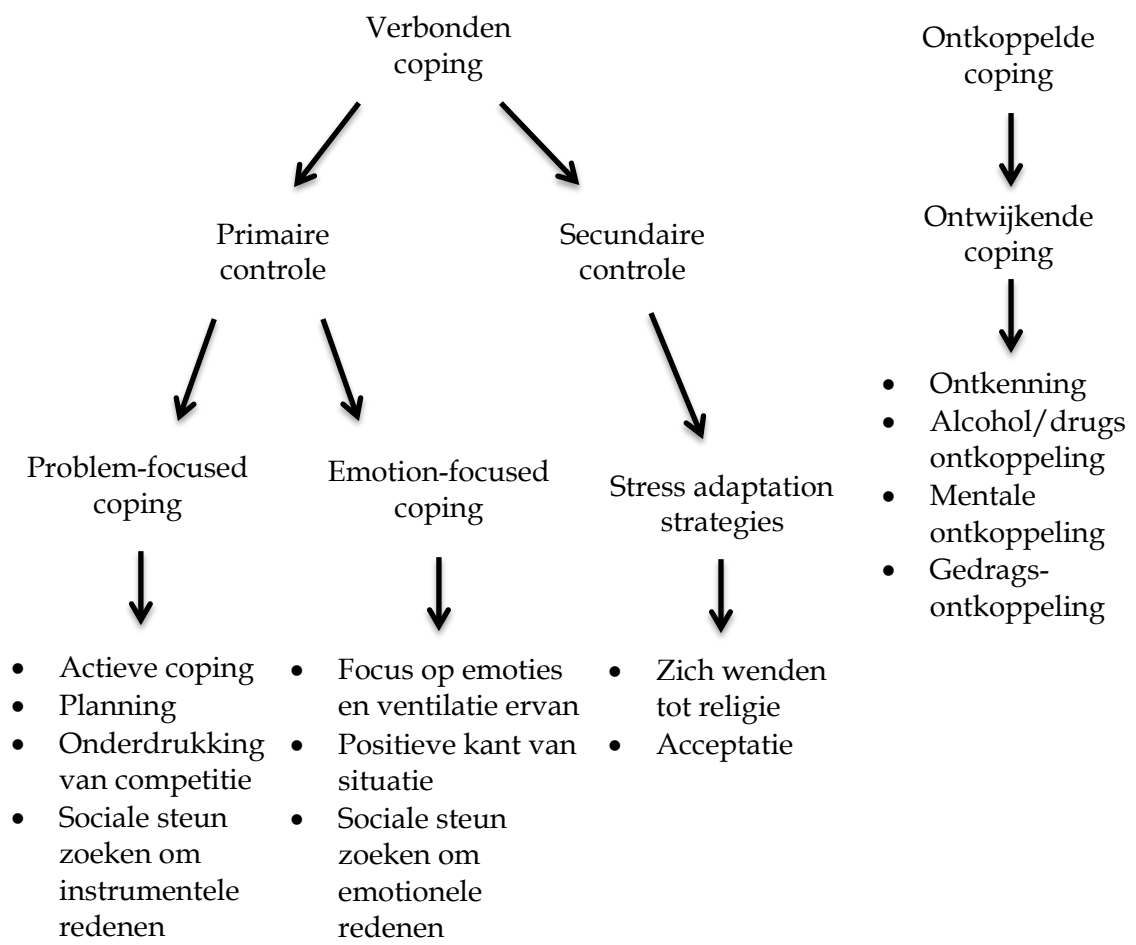 Verbonden
coping
Ontkoppelde
coping
Primaire
controle
Secundaire
controle
Ontwijkende
coping
Problem-focused
coping
Emotion-focused
coping
Stress adaptation
strategies
• Ontkenning
• Alcohol/drugs
ontkoppeling
• Mentale
ontkoppeling
• Gedrags-
ontkoppeling
• Actieve coping
• Planning
• Onderdrukking
van competitie
• Sociale steun
zoeken om
instrumentele
redenen
• Focus op emoties
en ventilatie ervan
• Positieve kant van
situatie
• Sociale steun
zoeken om
emotionele
redenen
• Zich wenden
tot religie
• Acceptatie